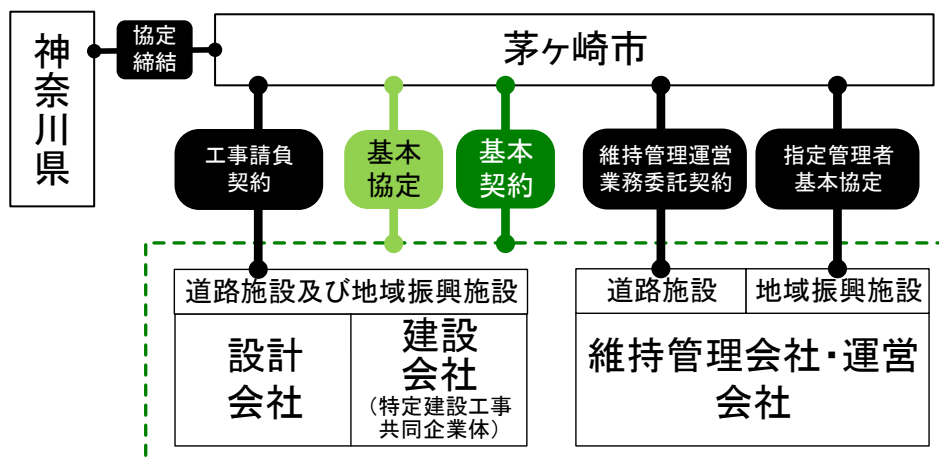 神奈川県
協定
締結
茅ヶ崎市
工事請負
契約
基本
協定
基本
契約
維持管理運営
業務委託契約
指定管理者
基本協定
道路施設及び地域振興施設
設計
会社
建設
会社
(特定建設工事
共同企業体)
道路施設
地域振興施設
維持管理会社・運営
会社